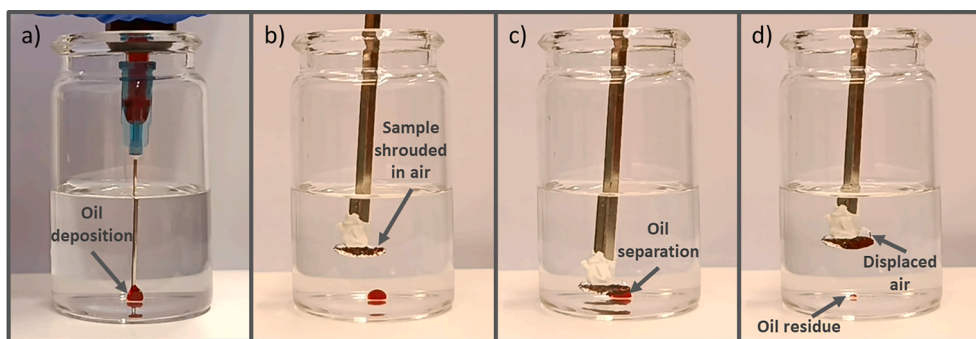 a)
b)
c)
d)
Oil
deposition
Sample
shrouded
in air
Oil
separation
Displaced
air
Oil residue